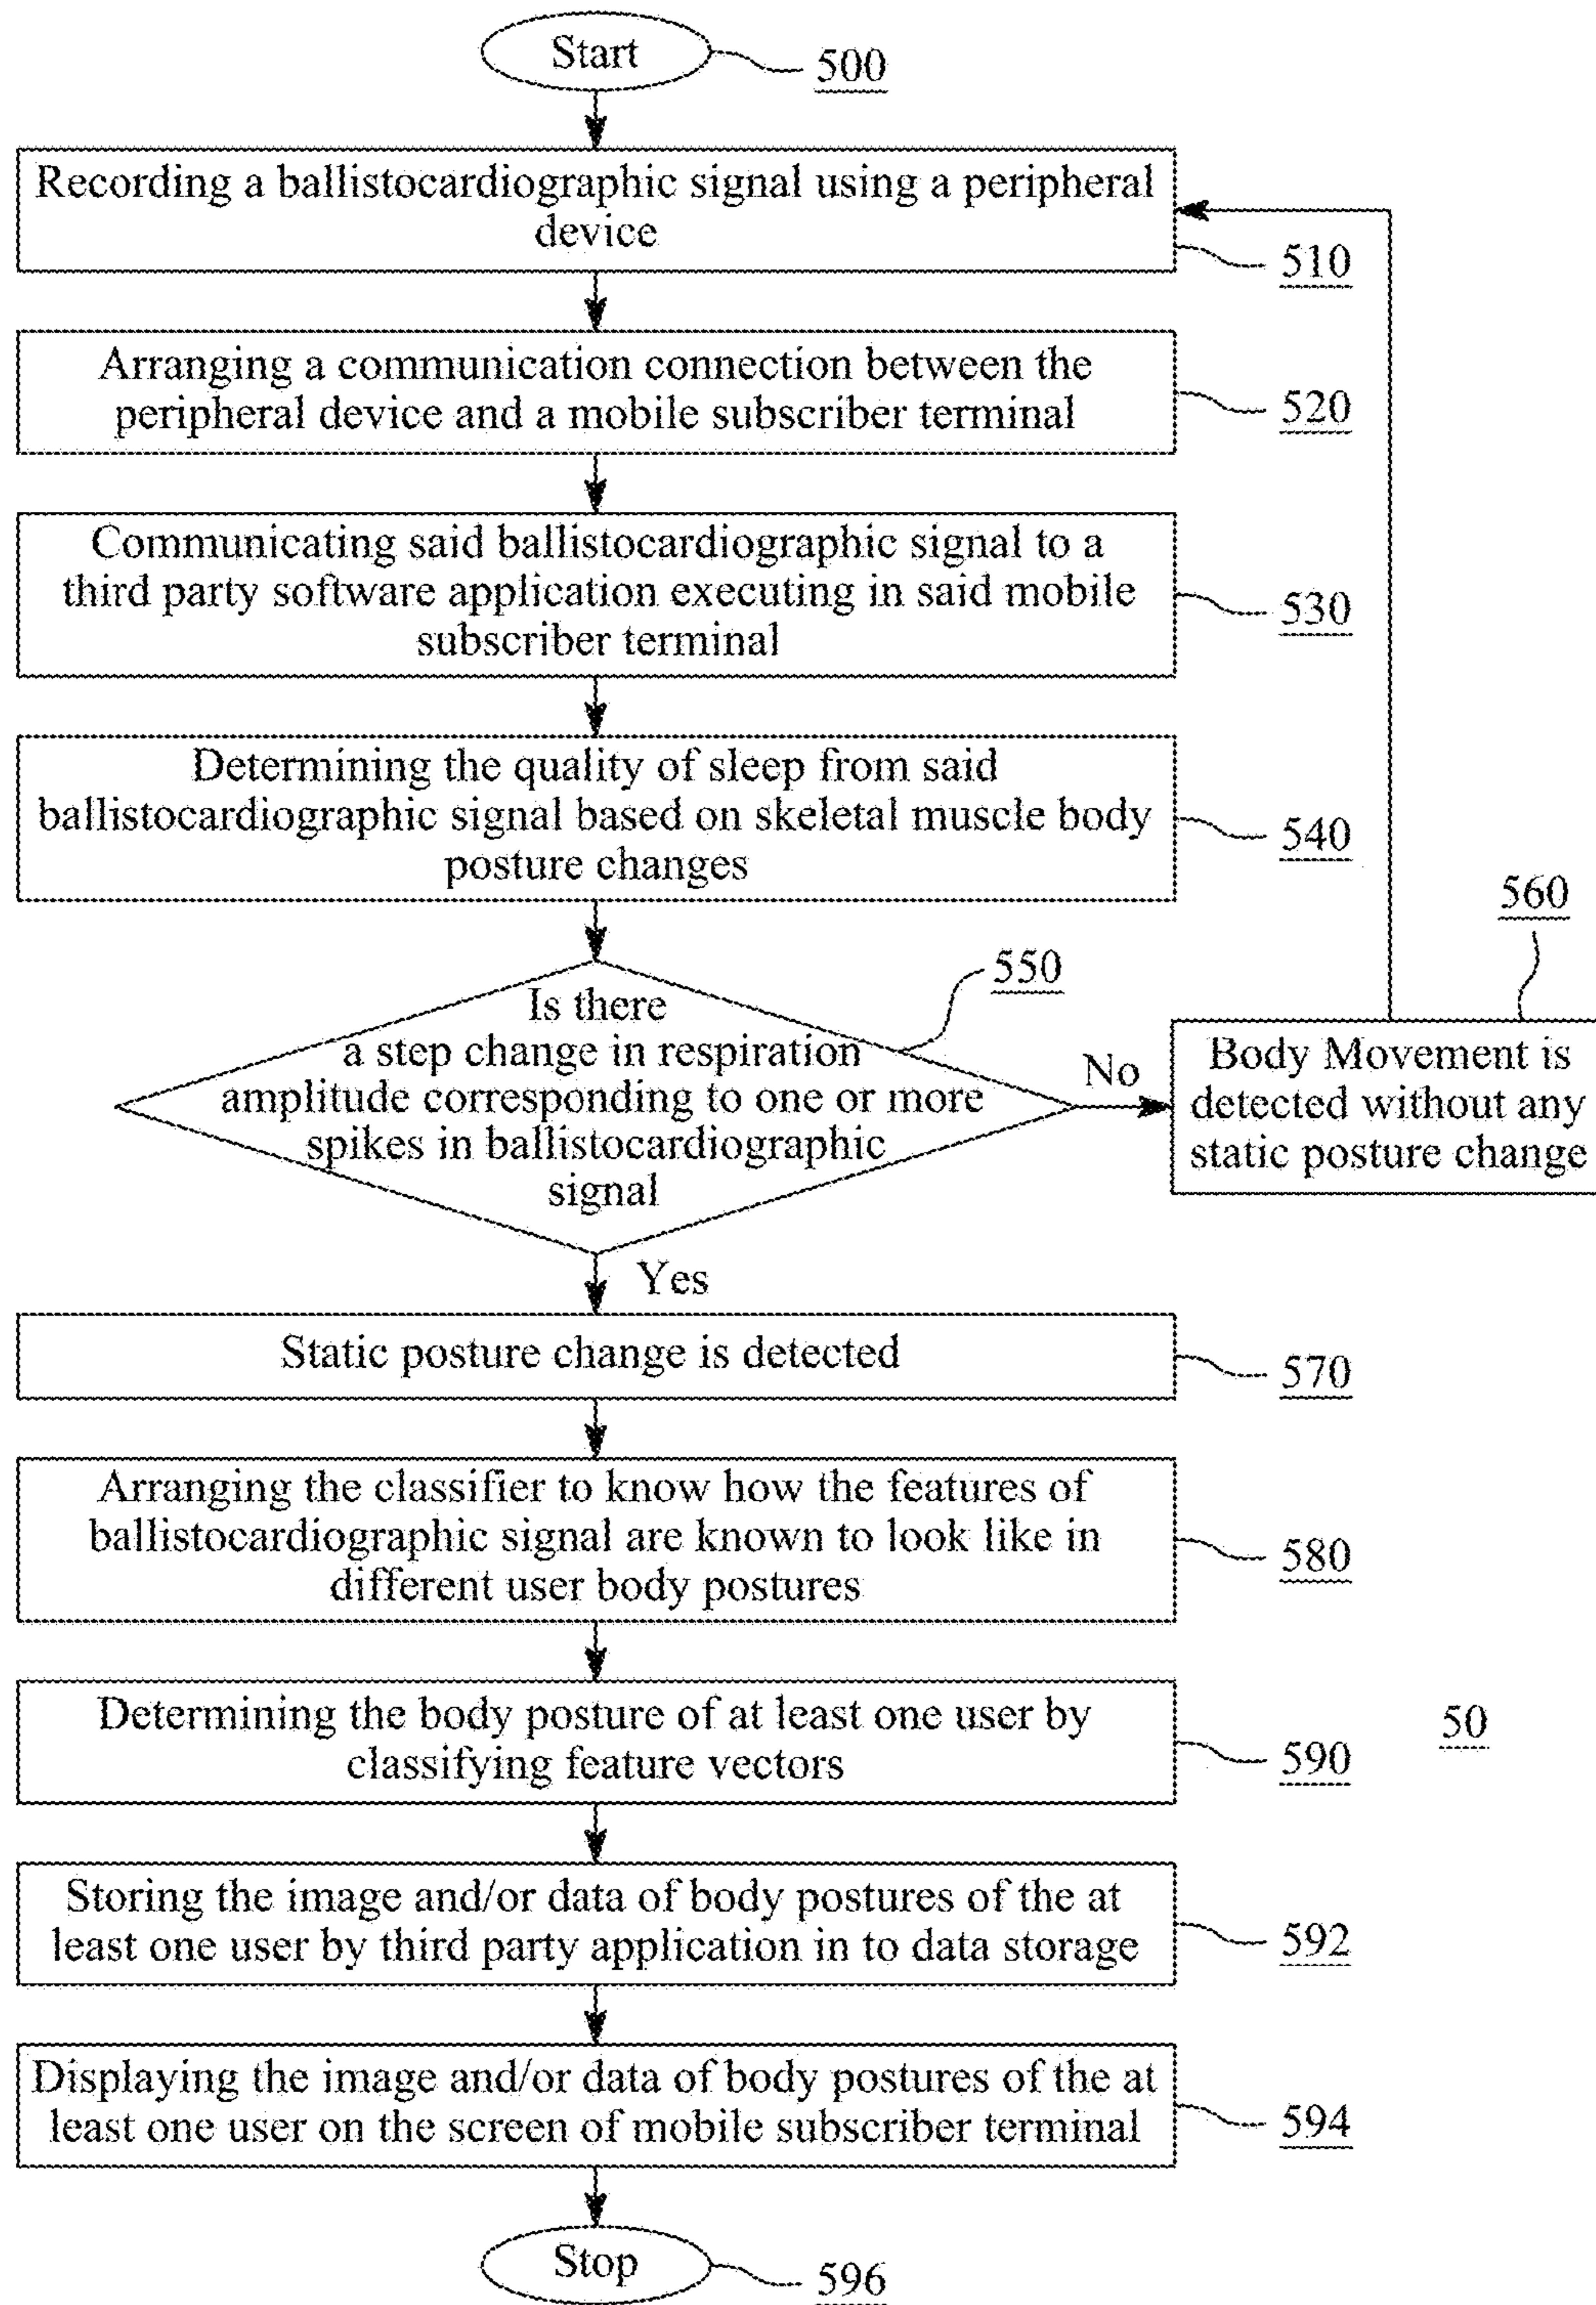 Start
500
Recording a ballistocardiographic signal using a peripheral
device
510
Arranging a communication connection between the
peripheral device and a mobile subscriber terminal
520
Communicating said ballistocardiographic signal to a
third party software application executing in said mobile
subscriber terminal
530
Determining the quality of sleep from said
ballistocardiographic signal based on skeletal muscle body
posture changes
540
560
550
Is there
a step change in respiration
amplitude corresponding to one or more
spikes in ballistocardiographic
signal
No
Body Movement is
detected without any
static posture change
Yes
Static posture change is detected
570
Arranging the classifier to know how the features of
ballistocardiographic signal are known to look like in
different user body postures
580
Determining the body posture of at least one user by
classifying feature vectors
590
50
Storing the image and/or data of body postures of the at
least one user by third party application in to data storage
592
Displaying the image and/or data of body postures of the at
least one user on the screen of mobile subscriber terminal
594
Stop
596